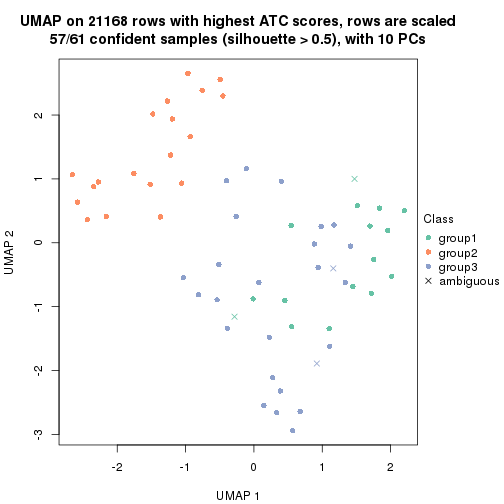 UMAP on 21168 rows with highest ATC scores, rows are scaled
57/61 confident samples (silhouette > 0.5), with 10 PCs
2
1
0
-1
-2
-3
UMAP 2
-2
-1
0
1
2
UMAP 1
Class
group1
group2
group3
ambiguous